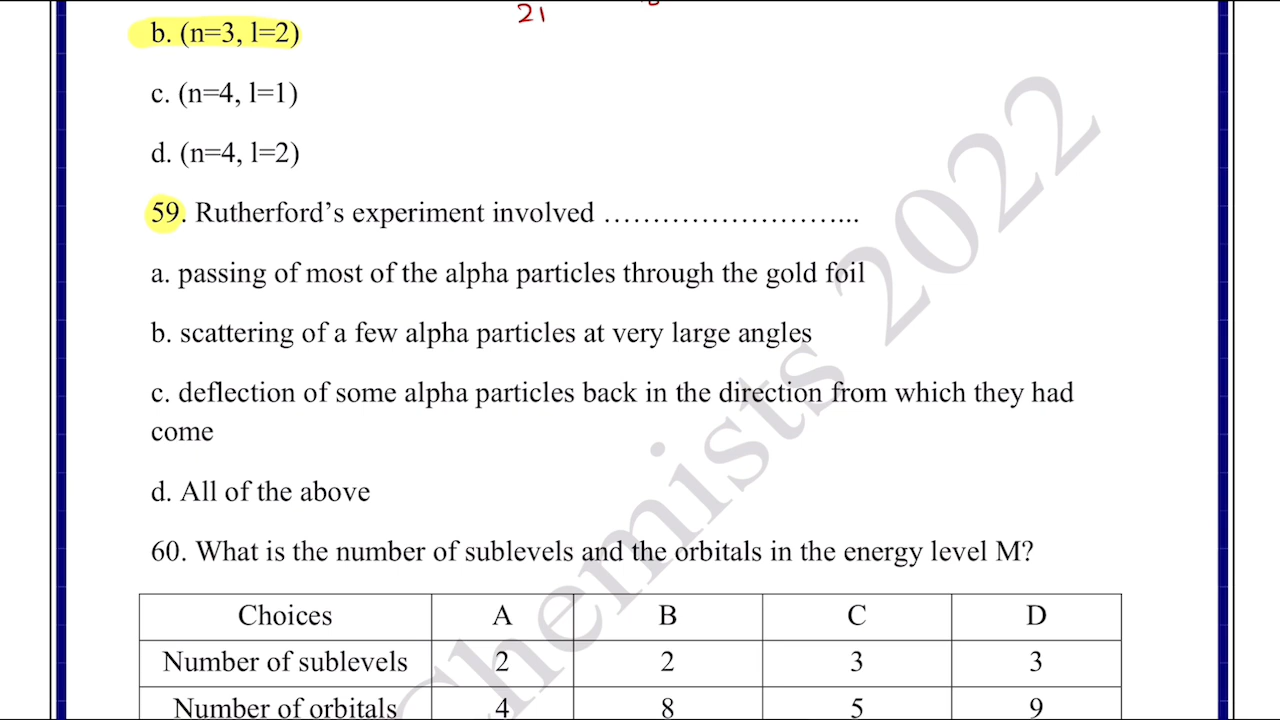 21
b. (n=3, l=2)
c. (n=4, l=1)
d. (n=4, l=2)
59. Rutherford’s experiment involved ……………………...
a. passing of most of the alpha particles through the gold foil
b. scattering of a few alpha particles at very large angles
c. deflection of some alpha particles back in the direction from which they had
come
d. All of the above
60. What is the number of sublevels and the orbitals in the energy level M?
Choices A B C D
Number of sublevels 2 2 3 3
Number of orbitals 4 8 5 9
Chemists 2022